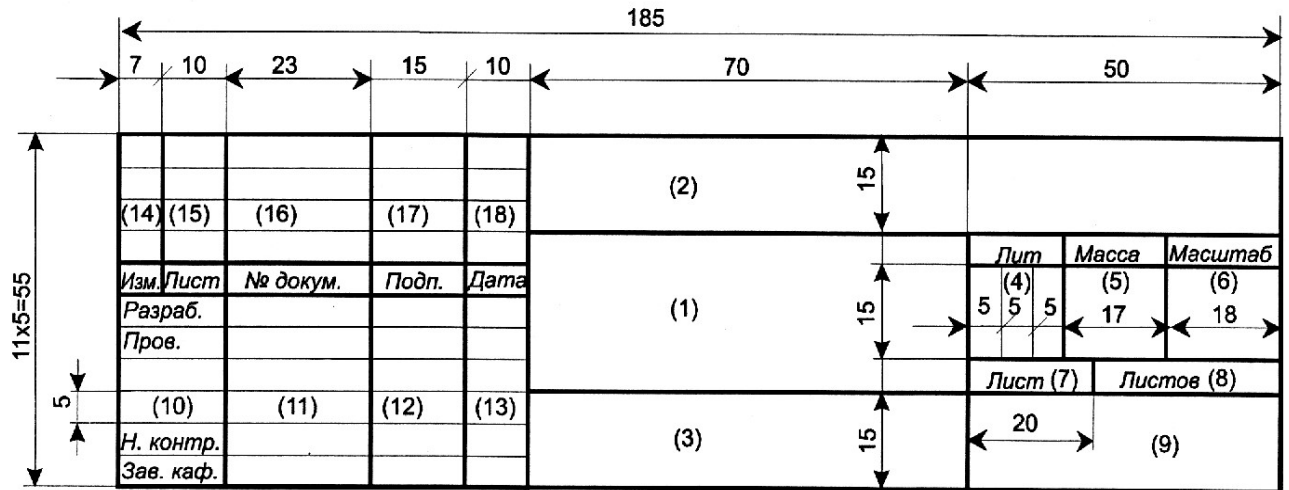 185
7 10 23 15 10 70 50
(2) 15
(14) (15) (16) (17) (18)
Лит Масса Масштаб
Изм. Лист № докум. Подп. Дата
(4) (5) (6)
11х5=55
Разраб. (1) 15 5 5 5 17 18
Пров.
Лист (7) Листов (8)
5
(10) (11) (12) (13)
20
Н. контр. (3) 15 (9)
Зав. каф.